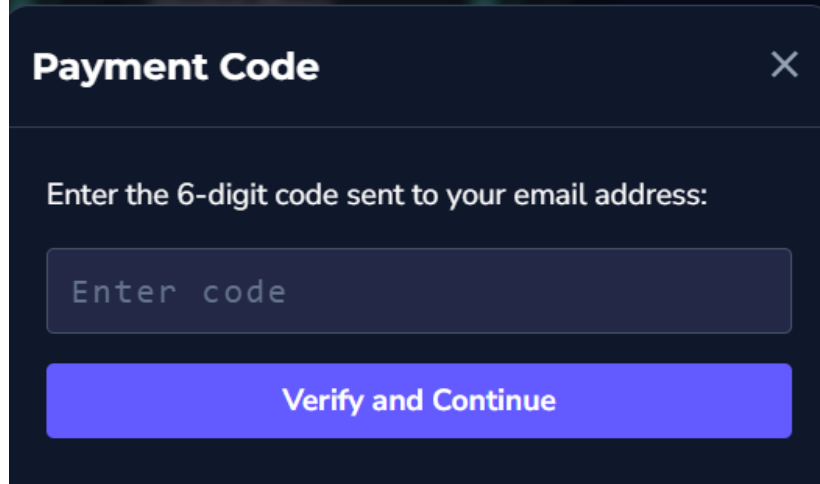 Payment Code
Enter the 6-digit code sent to your email address:
Enter code
Verify and Continue